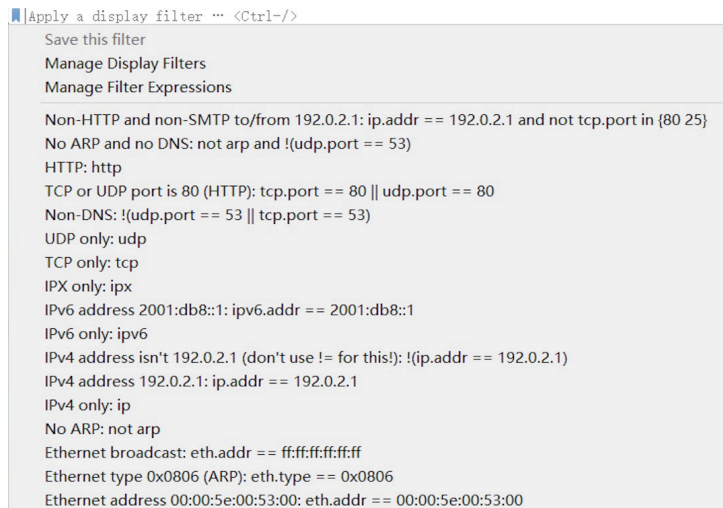 Apply a display filter … <Ctrl-/>
Save this filter
Manage Display Filters
Manage Filter Expressions
Non-HTTP and non-SMTP to/from 192.0.2.1: ip.addr == 192.0.2.1 and not tcp.port in {80 25}
No ARP and no DNS: not arp and !(udp.port == 53)
HTTP: http
TCP or UDP port is 80 (HTTP): tcp.port == 80 || udp.port == 80
Non-DNS: !(udp.port == 53 || tcp.port == 53)
UDP only: udp
TCP only: tcp
IPX only: ipx
IPv6 address 2001:db8::1: ipv6.addr == 2001:db8::1
IPv6 only: ipv6
IPv4 address isn't 192.0.2.1 (don't use != for this!): !(ip.addr == 192.0.2.1)
IPv4 address 192.0.2.1: ip.addr == 192.0.2.1
IPv4 only: ip
No ARP: not arp
Ethernet broadcast: eth.addr == ff:ff:ff:ff:ff:ff
Ethernet type 0x0806 (ARP): eth.type == 0x0806
Ethernet address 00:00:5e:00:53:00: eth.addr == 00:00:5e:00:53:00